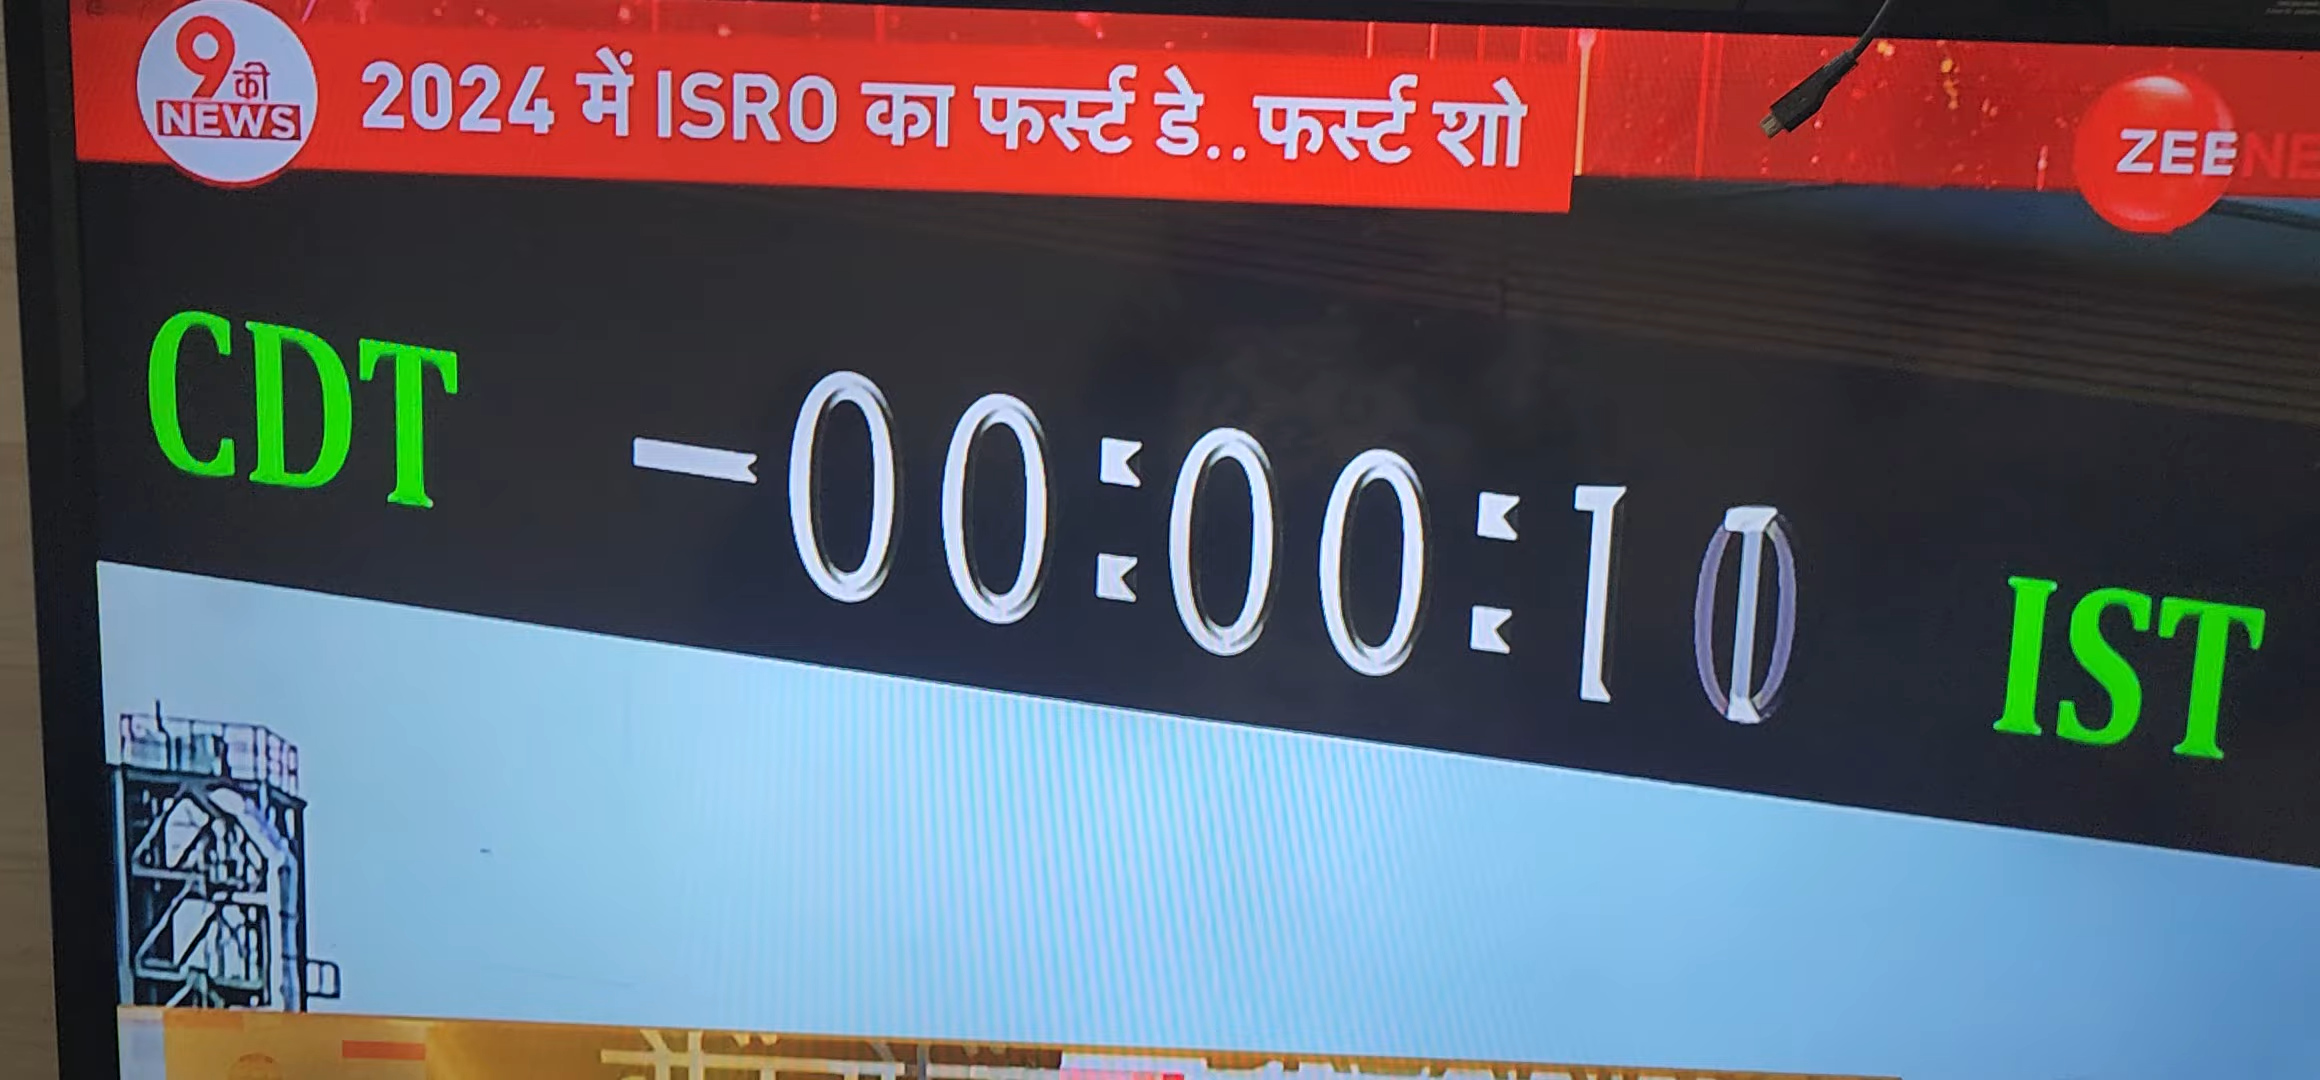 9 की
NEWS
2024 में ISRO का फर्स्ट डे..फर्स्ट शो
ZEE
CDT
-00:00:10
IST